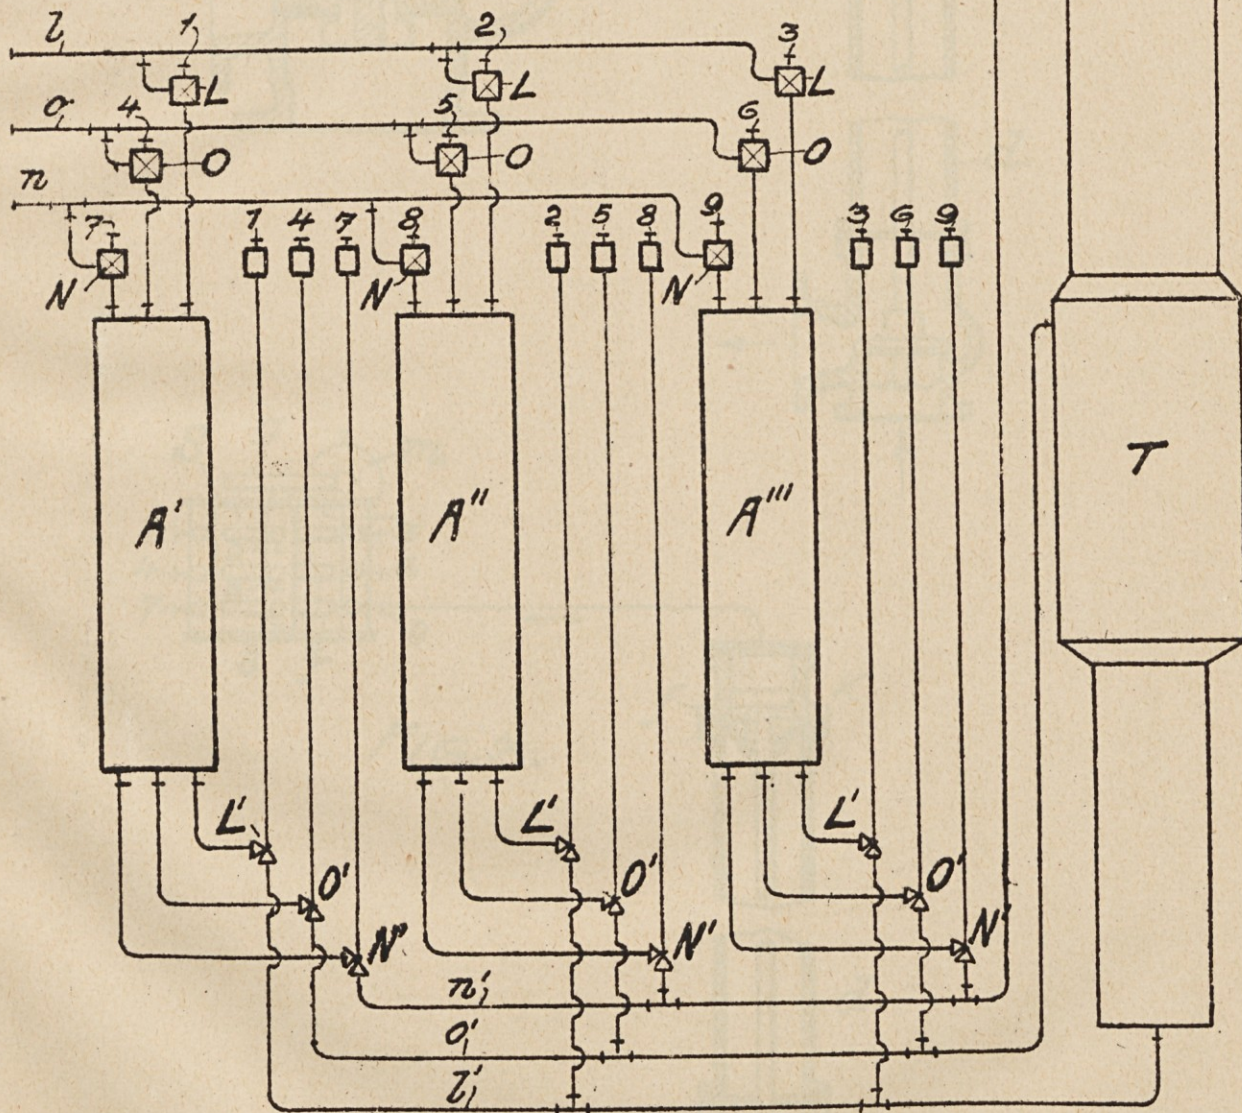 l 1 2 3
L L L
o 4 5 6
O O O
n
7 1 4 7 8 2 5 8 9 3 6 9
N N N
T
A' A'' A'''
L' L' L'
O' O' O'
N' N' N'
n'
o'
l'